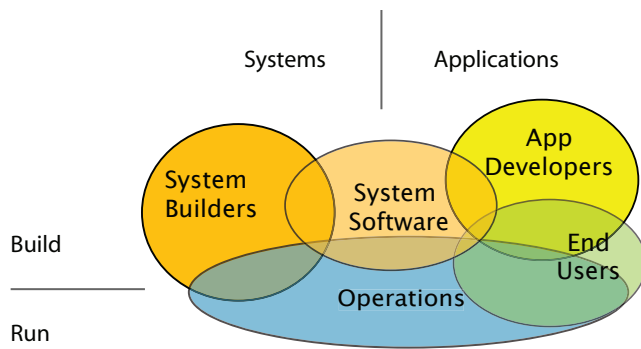 Systems
Applications
System
Builders
System
Software
App
Developers
Build
End
Users
Operations
Run